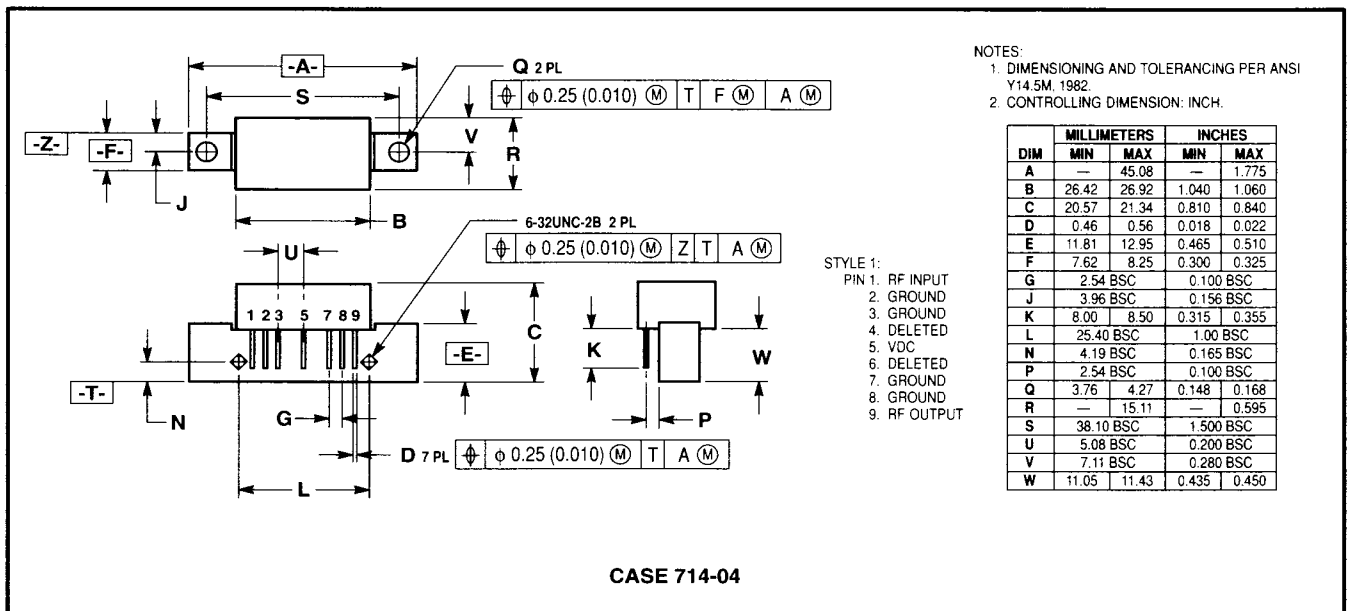 -A-
S
Q 2 PL
⌖ ϕ 0.25 (0.010) Ⓜ T F Ⓜ A Ⓜ
-Z-
-F-
V
R
J
B
6-32UNC-2B 2 PL
⌖ ϕ 0.25 (0.010) Ⓜ Z T A Ⓜ
U
1 2 3 5 7 8 9
-E-
C
K
W
-T-
N
G
P
D 7 PL ⌖ ϕ 0.25 (0.010) Ⓜ T A Ⓜ
L
STYLE 1:
PIN 1. RF INPUT
2. GROUND
3. GROUND
4. DELETED
5. VDC
6. DELETED
7. GROUND
8. GROUND
9. RF OUTPUT
NOTES:
1. DIMENSIONING AND TOLERANCING PER ANSI
Y14.5M, 1982.
2. CONTROLLING DIMENSION: INCH.
MILLIMETERS INCHES
DIM MIN MAX MIN MAX
A — 45.08 — 1.775
B 26.42 26.92 1.040 1.060
C 20.57 21.34 0.810 0.840
D 0.46 0.56 0.018 0.022
E 11.81 12.95 0.465 0.510
F 7.62 8.25 0.300 0.325
G 2.54 BSC 0.100 BSC
J 3.96 BSC 0.156 BSC
K 8.00 8.50 0.315 0.355
L 25.40 BSC 1.00 BSC
N 4.19 BSC 0.165 BSC
P 2.54 BSC 0.100 BSC
Q 3.76 4.27 0.148 0.168
R — 15.11 — 0.595
S 38.10 BSC 1.500 BSC
U 5.08 BSC 0.200 BSC
V 7.11 BSC 0.280 BSC
W 11.05 11.43 0.435 0.450
CASE 714-04